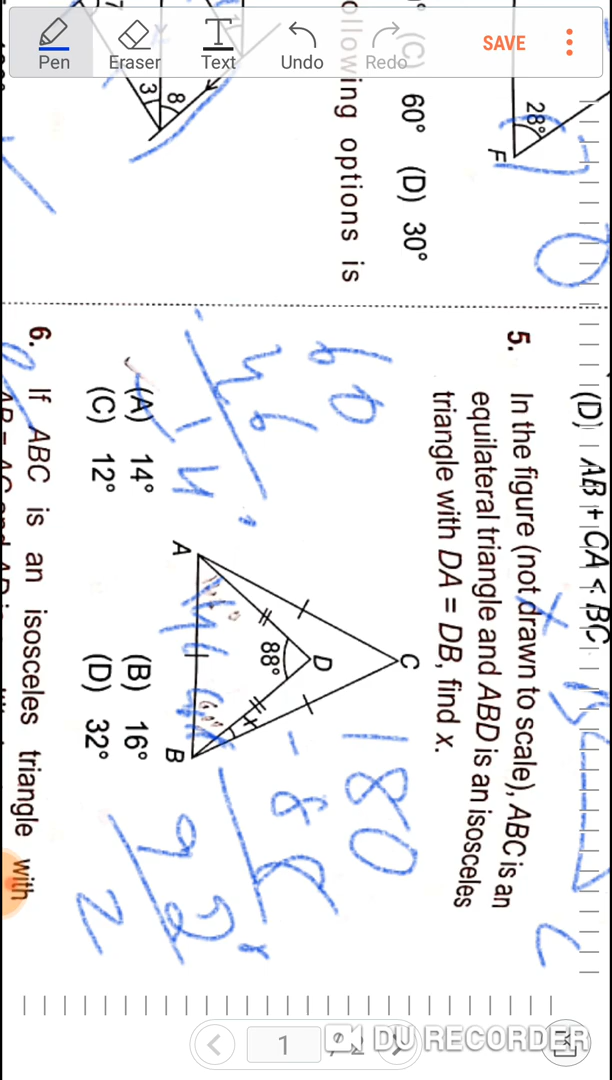 Pen
Eraser
Text
Undo
Redo
SAVE
28°
F
(C) 60° (D) 30°
ollowing options is
3
8
(D) AB + CA < BC
5. In the figure (not drawn to scale), ABC is an
equilateral triangle and ABD is an isosceles
triangle with DA = DB, find x.
C
D
88°
x
A
B
60
- 46
14
180
- 88
92
2
46
46
(A) 14° (B) 16°
(C) 12° (D) 32°
6. If ABC is an isosceles triangle with
1
DU RECORDER